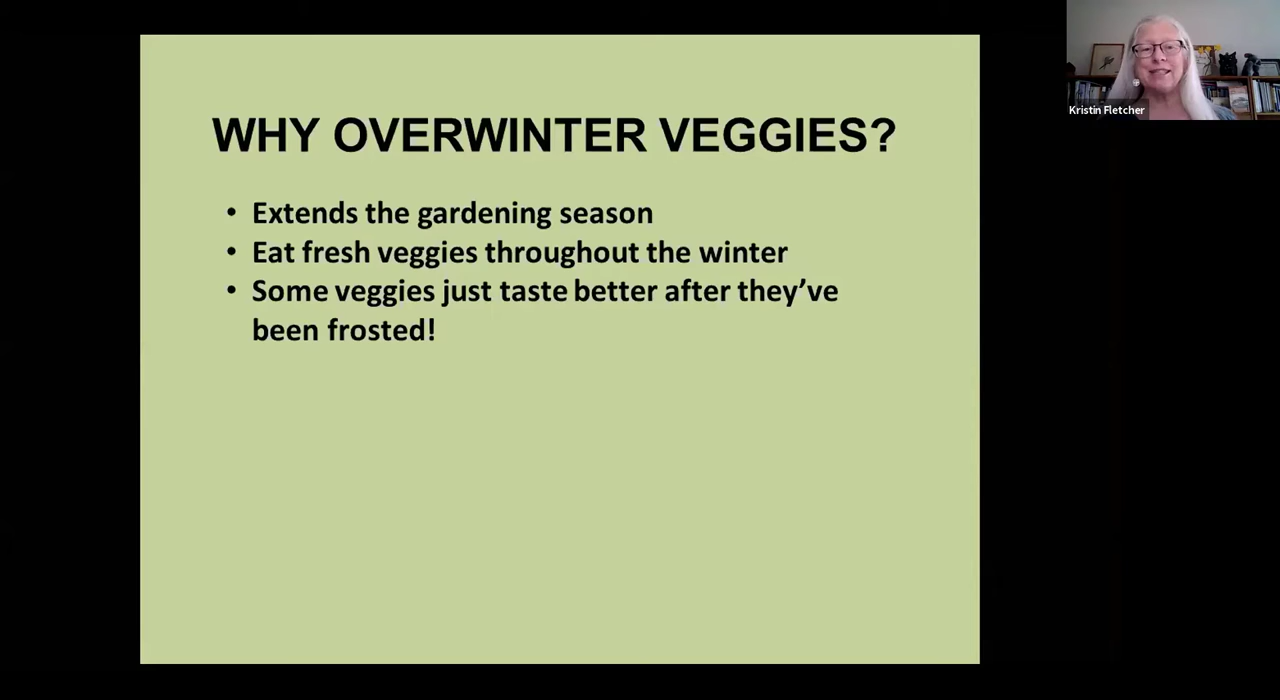 WHY OVERWINTER VEGGIES?
• Extends the gardening season
• Eat fresh veggies throughout the winter
• Some veggies just taste better after they’ve
been frosted!
Kristin Fletcher